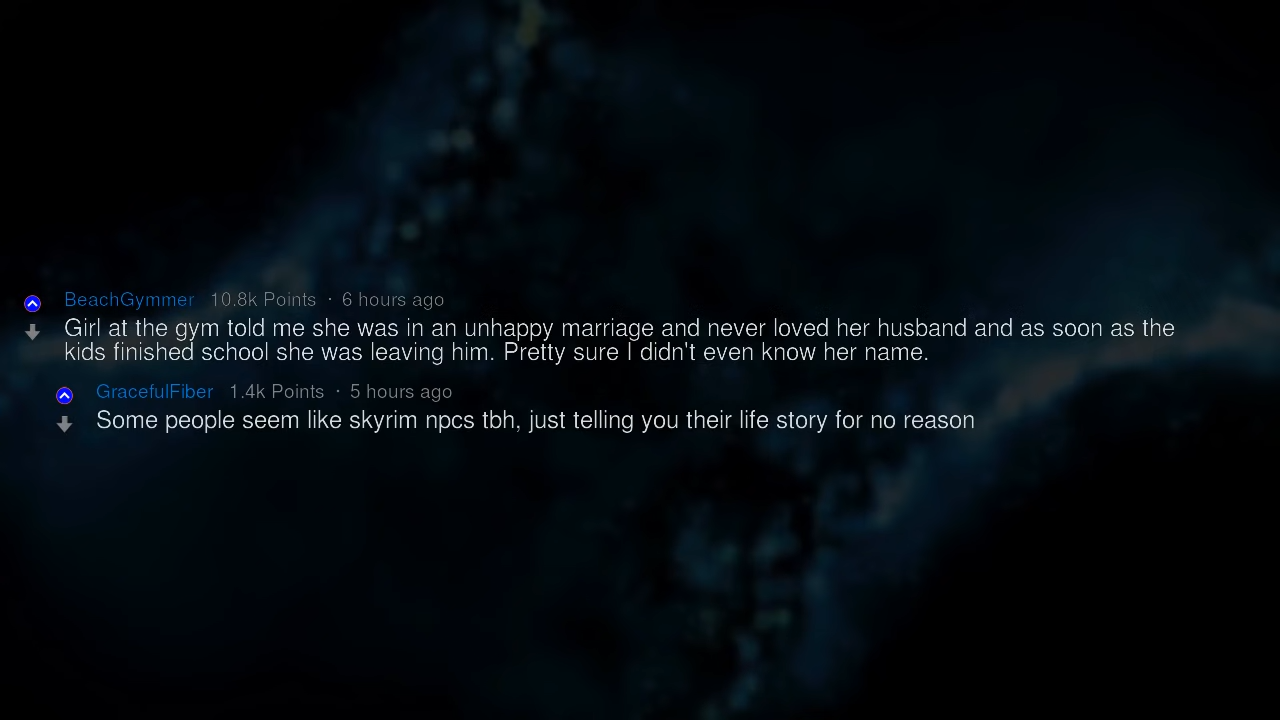 BeachGymmer 10.8k Points · 6 hours ago
Girl at the gym told me she was in an unhappy marriage and never loved her husband and as soon as the
kids finished school she was leaving him. Pretty sure I didn't even know her name.
GracefulFiber 1.4k Points · 5 hours ago
Some people seem like skyrim npcs tbh, just telling you their life story for no reason